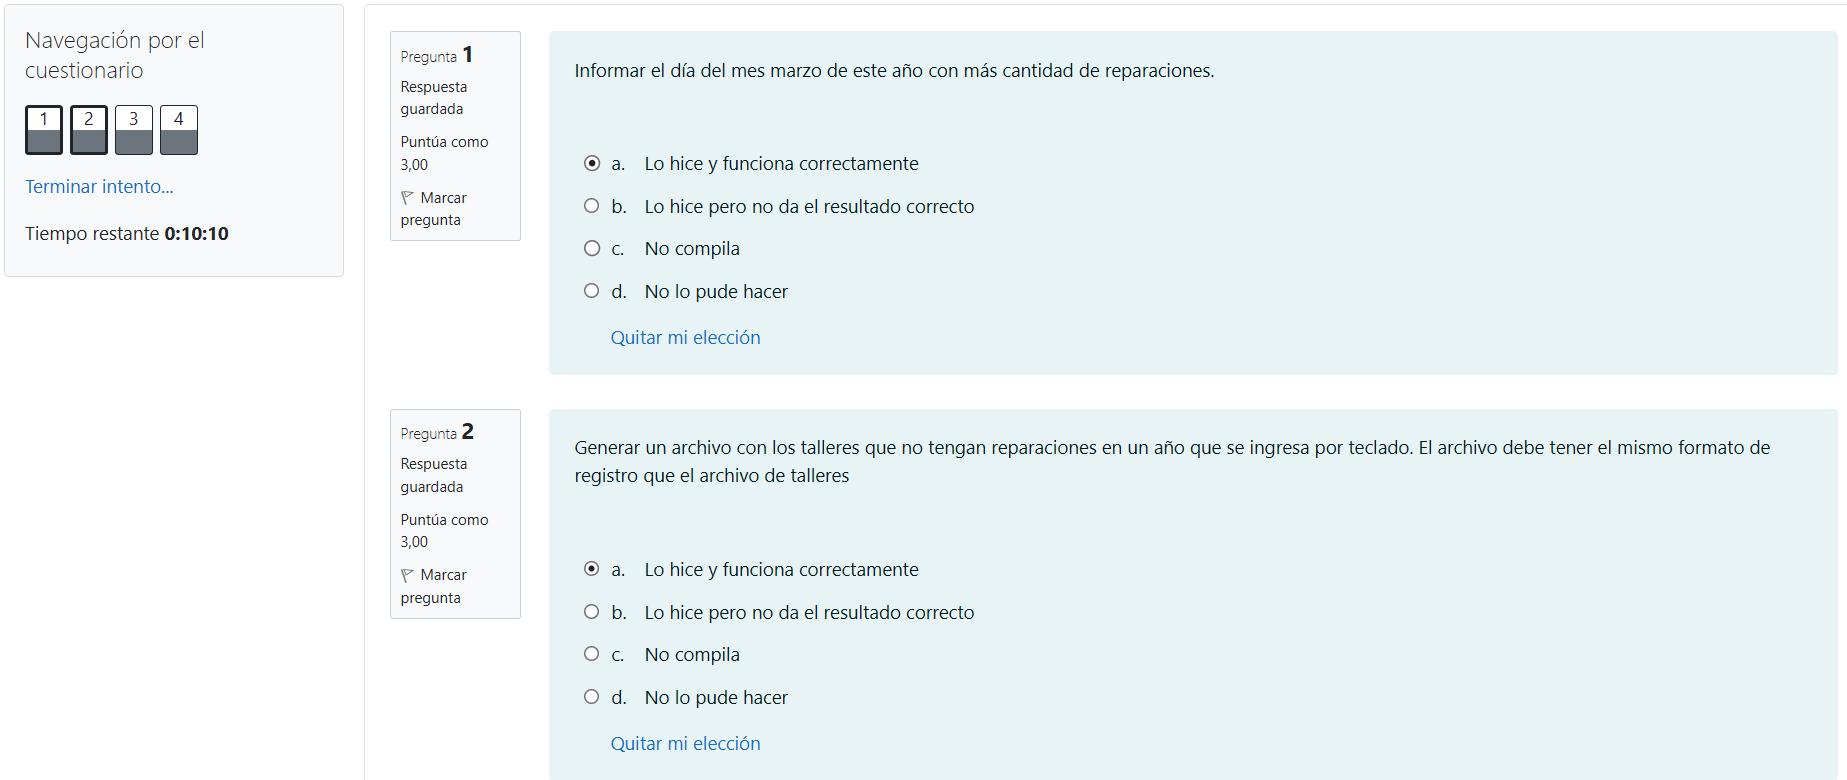 Navegación por el
cuestionario
1 2 3 4
Terminar intento...
Tiempo restante 0:10:10
Pregunta 1
Respuesta
guardada
Puntúa como
3,00
Marcar
pregunta
Informar el día del mes marzo de este año con más cantidad de reparaciones.
a. Lo hice y funciona correctamente
b. Lo hice pero no da el resultado correcto
c. No compila
d. No lo pude hacer
Quitar mi elección
Pregunta 2
Respuesta
guardada
Puntúa como
3,00
Marcar
pregunta
Generar un archivo con los talleres que no tengan reparaciones en un año que se ingresa por teclado. El archivo debe tener el mismo formato de
registro que el archivo de talleres
a. Lo hice y funciona correctamente
b. Lo hice pero no da el resultado correcto
c. No compila
d. No lo pude hacer
Quitar mi elección